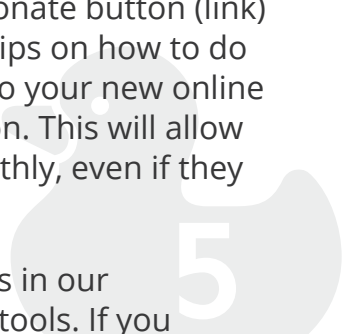 onate button (link)
ips on how to do
o your new online
n. This will allow
thly, even if they
5
s in our
tools. If you